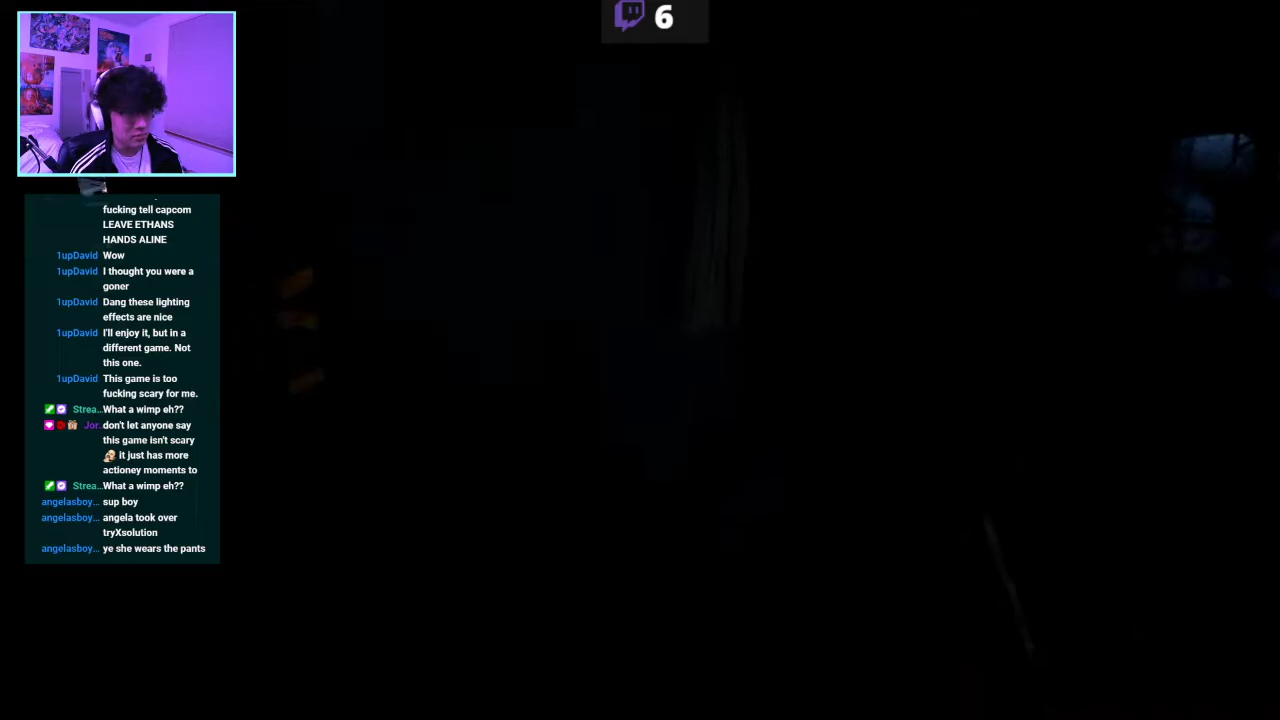 6
fucking tell capcom
LEAVE ETHANS
HANDS ALINE
1upDavid Wow
1upDavid I thought you were a
goner
1upDavid Dang these lighting
effects are nice
1upDavid I'll enjoy it, but in a
different game. Not
this one.
1upDavid This game is too
fucking scary for me.
Strea... What a wimp eh??
Jor... don't let anyone say
this game isn't scary
it just has more
actioney moments to
Strea... What a wimp eh??
angelasboy... sup boy
angelasboy... angela took over
tryXsolution
angelasboy... ye she wears the pants